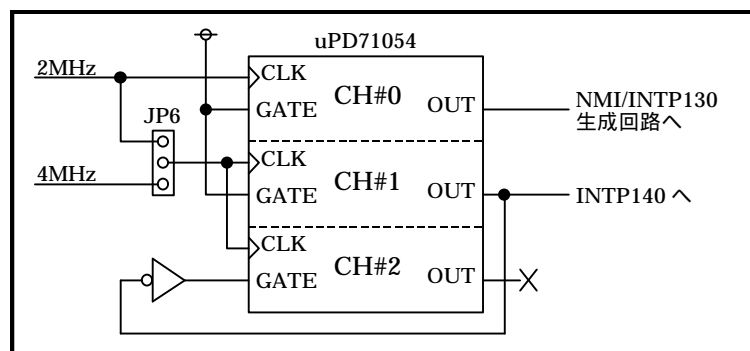 uPD71054
2MHz
CLK
CH#0
GATE
OUT
NMI/INTP130
生成回路へ
JP6
CLK
CH#1
4MHz
GATE
OUT
INTP140 へ
CLK
CH#2
GATE
OUT